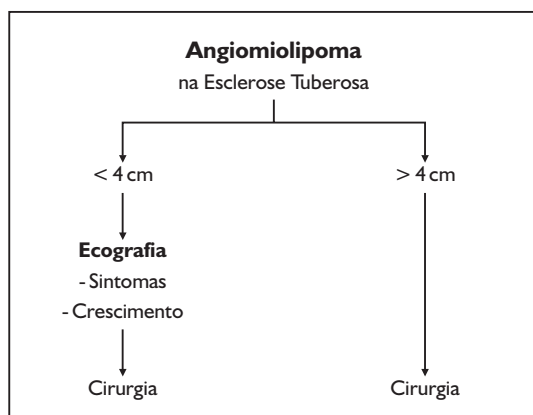 Angiomiolipoma
na Esclerose Tuberosa
< 4 cm
> 4 cm
Ecografia
- Sintomas
- Crescimento
Cirurgia
Cirurgia